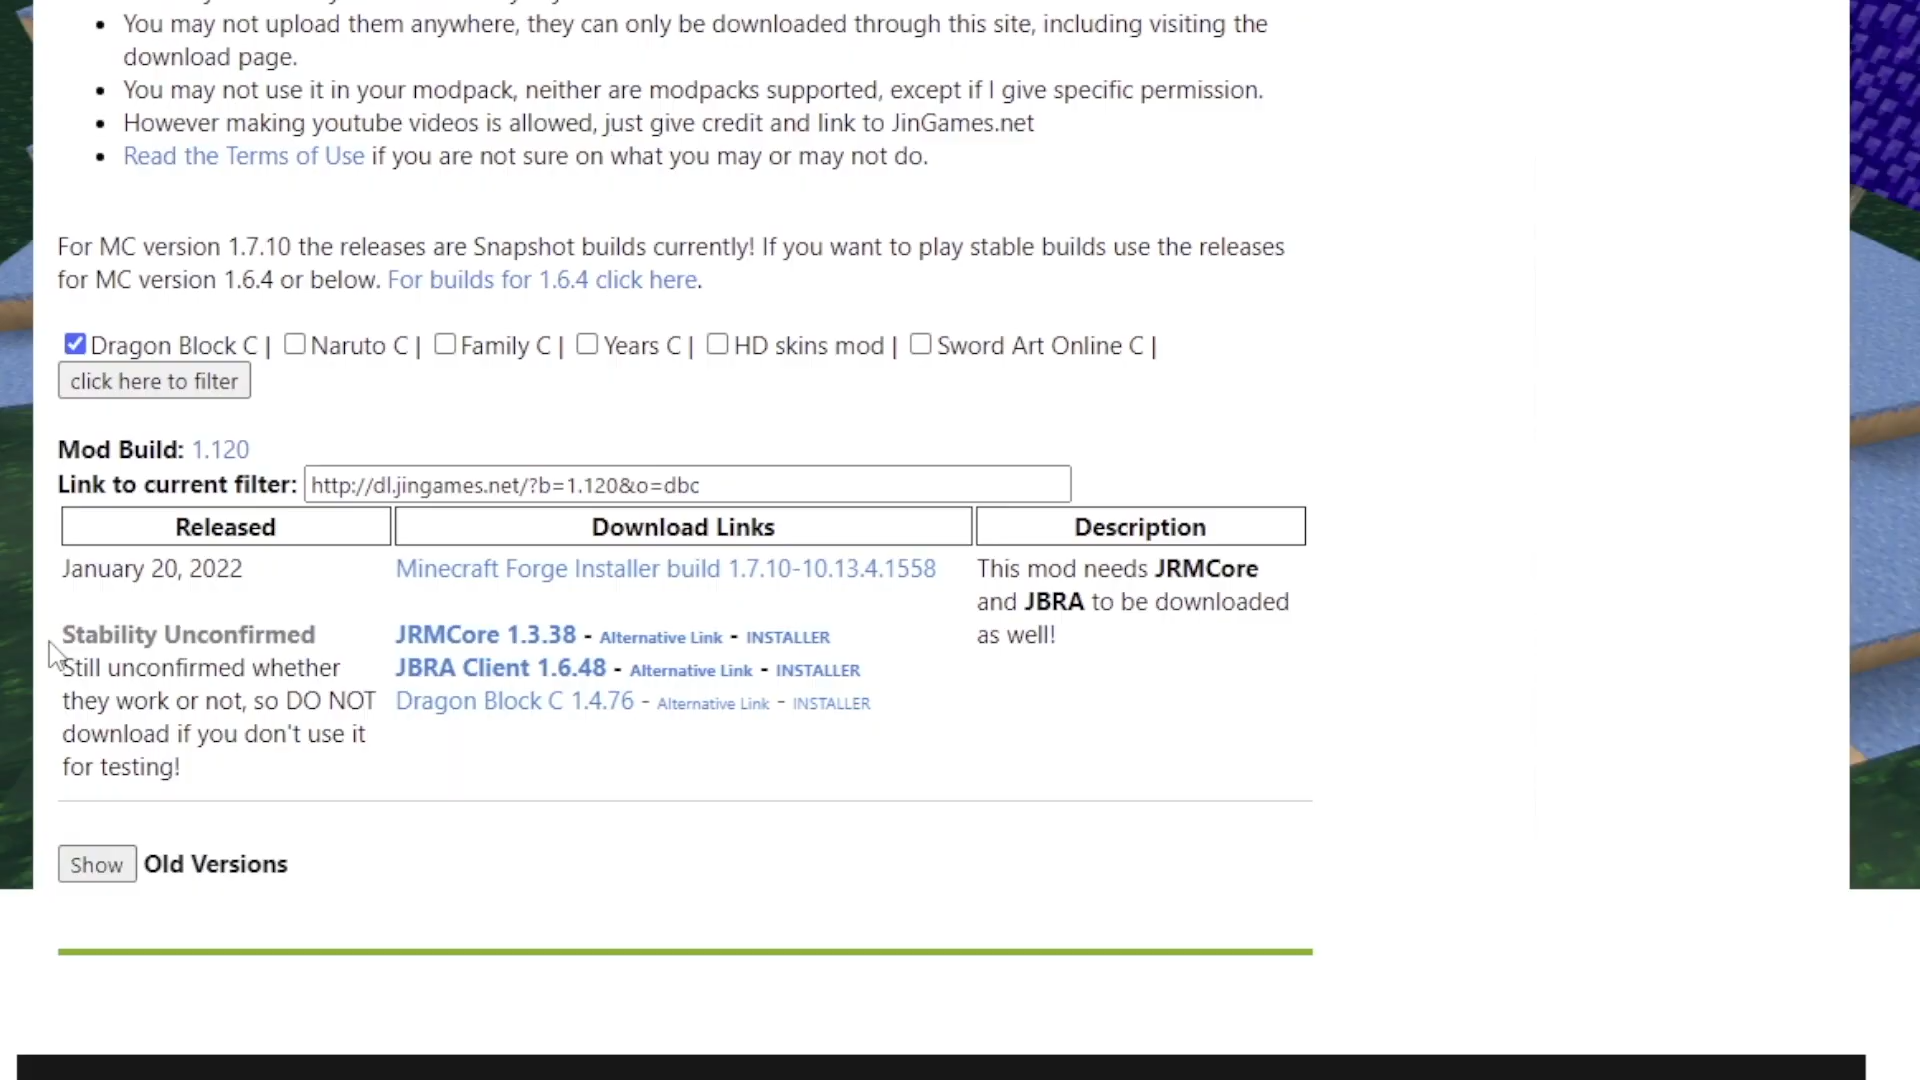 You may not upload them anywhere, they can only be downloaded through this site, including visiting the
download page.
You may not use it in your modpack, neither are modpacks supported, except if I give specific permission.
However making youtube videos is allowed, just give credit and link to JinGames.net
Read the Terms of Use if you are not sure on what you may or may not do.
For MC version 1.7.10 the releases are Snapshot builds currently! If you want to play stable builds use the releases
for MC version 1.6.4 or below. For builds for 1.6.4 click here.
Dragon Block C | Naruto C | Family C | Years C | HD skins mod | Sword Art Online C |
click here to filter
Mod Build: 1.120
Link to current filter: http://dl.jingames.net/?b=1.120&o=dbc
Released Download Links Description
January 20, 2022 Minecraft Forge Installer build 1.7.10-10.13.4.1558 This mod needs JRMCore
and JBRA to be downloaded
Stability Unconfirmed JRMCore 1.3.38 - Alternative Link - INSTALLER as well!
Still unconfirmed whether JBRA Client 1.6.48 - Alternative Link - INSTALLER
they work or not, so DO NOT Dragon Block C 1.4.76 - Alternative Link - INSTALLER
download if you don't use it
for testing!
Show Old Versions